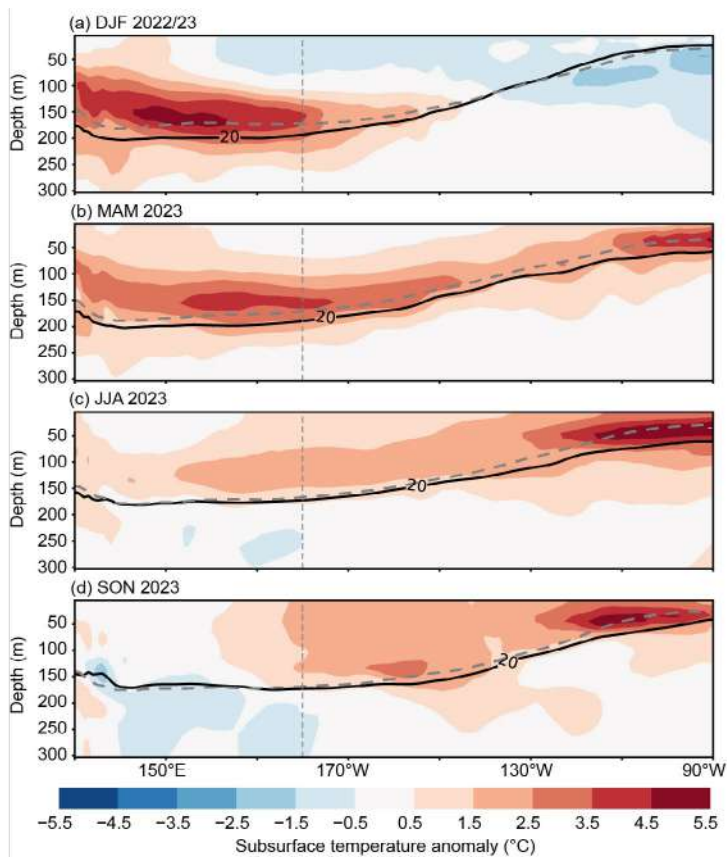 (a) DJF 2022/23
50
100
150
200
250
300
Depth (m)
20
(b) MAM 2023
50
100
150
200
250
300
Depth (m)
20
(c) JJA 2023
50
100
150
200
250
300
Depth (m)
20
(d) SON 2023
50
100
150
200
250
300
Depth (m)
20
150°E 170°W 130°W 90°W
−5.5 −4.5 −3.5 −2.5 −1.5 −0.5 0.5 1.5 2.5 3.5 4.5 5.5
Subsurface temperature anomaly (°C)